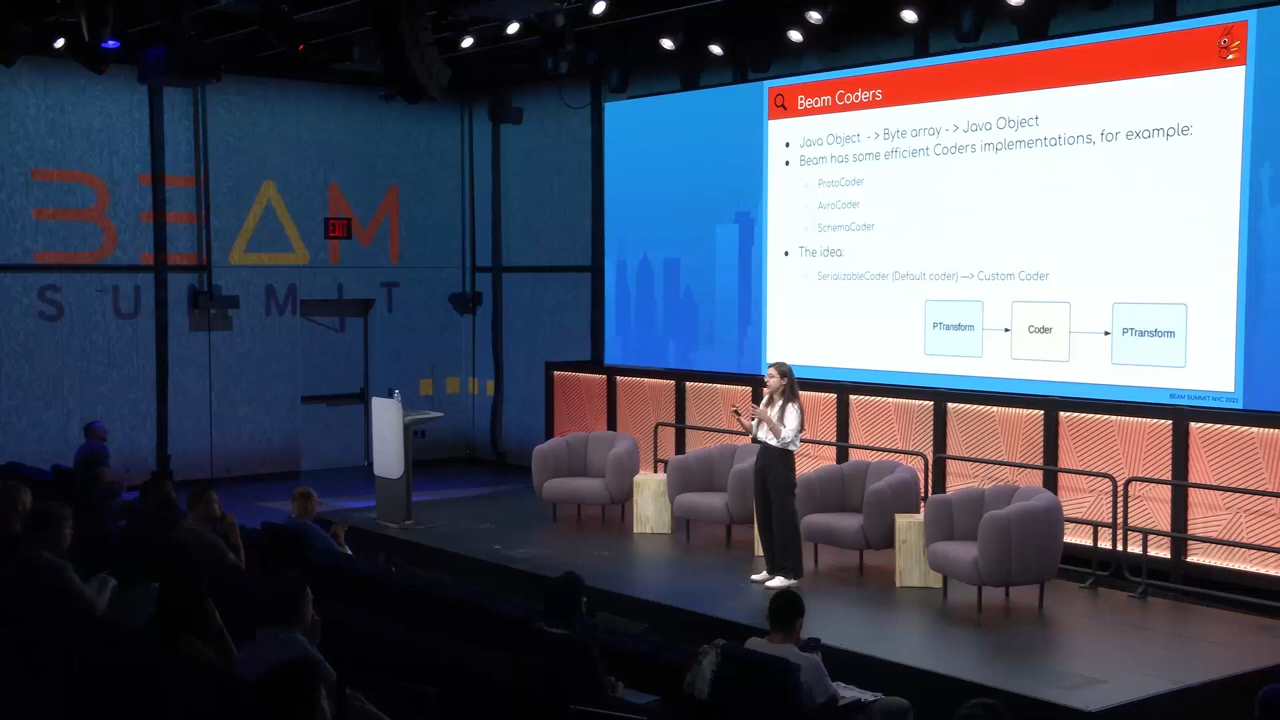 BEAM
SUMMIT
EXIT
Beam Coders
Java Object -> Byte array -> Java Object
Beam has some efficient Coders implementations, for example:
ProtoCoder
AvroCoder
SchemaCoder
The idea:
SerializableCoder (Default coder) —> Custom Coder
PTransform
Coder
PTransform
BEAM SUMMIT NYC 2023